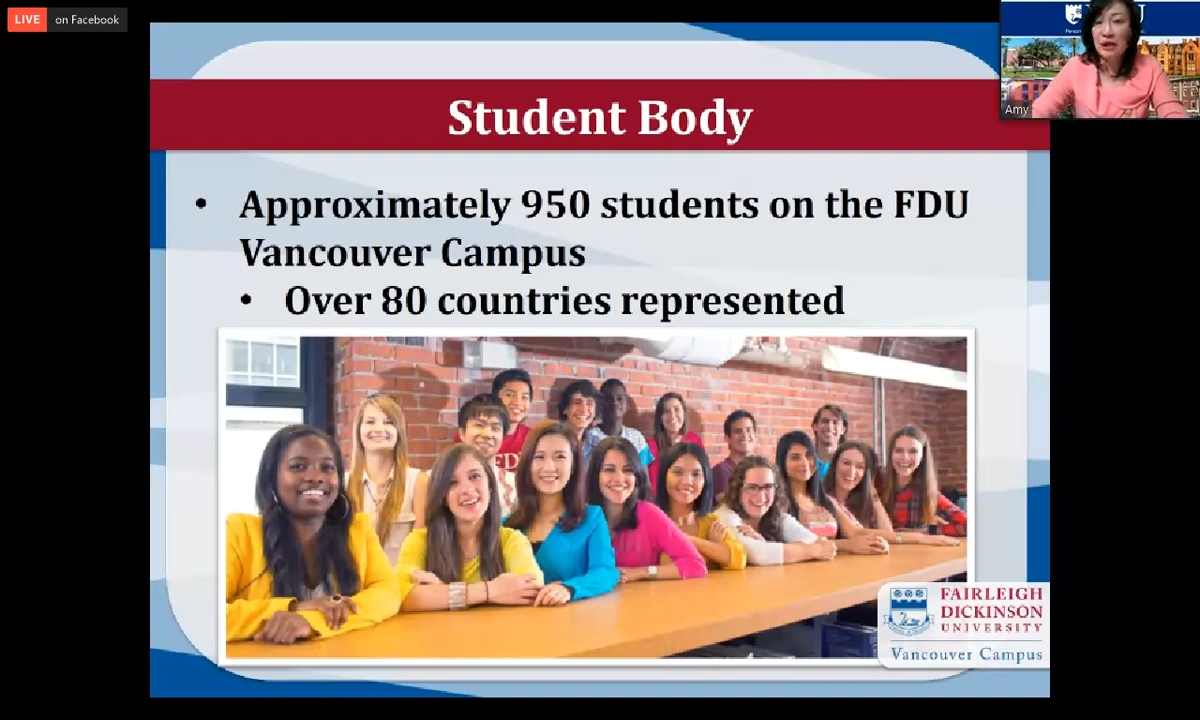 LIVE on Facebook
Student Body
• Approximately 950 students on the FDU
Vancouver Campus
• Over 80 countries represented
FAIRLEIGH
DICKINSON
UNIVERSITY
Vancouver Campus
Amy